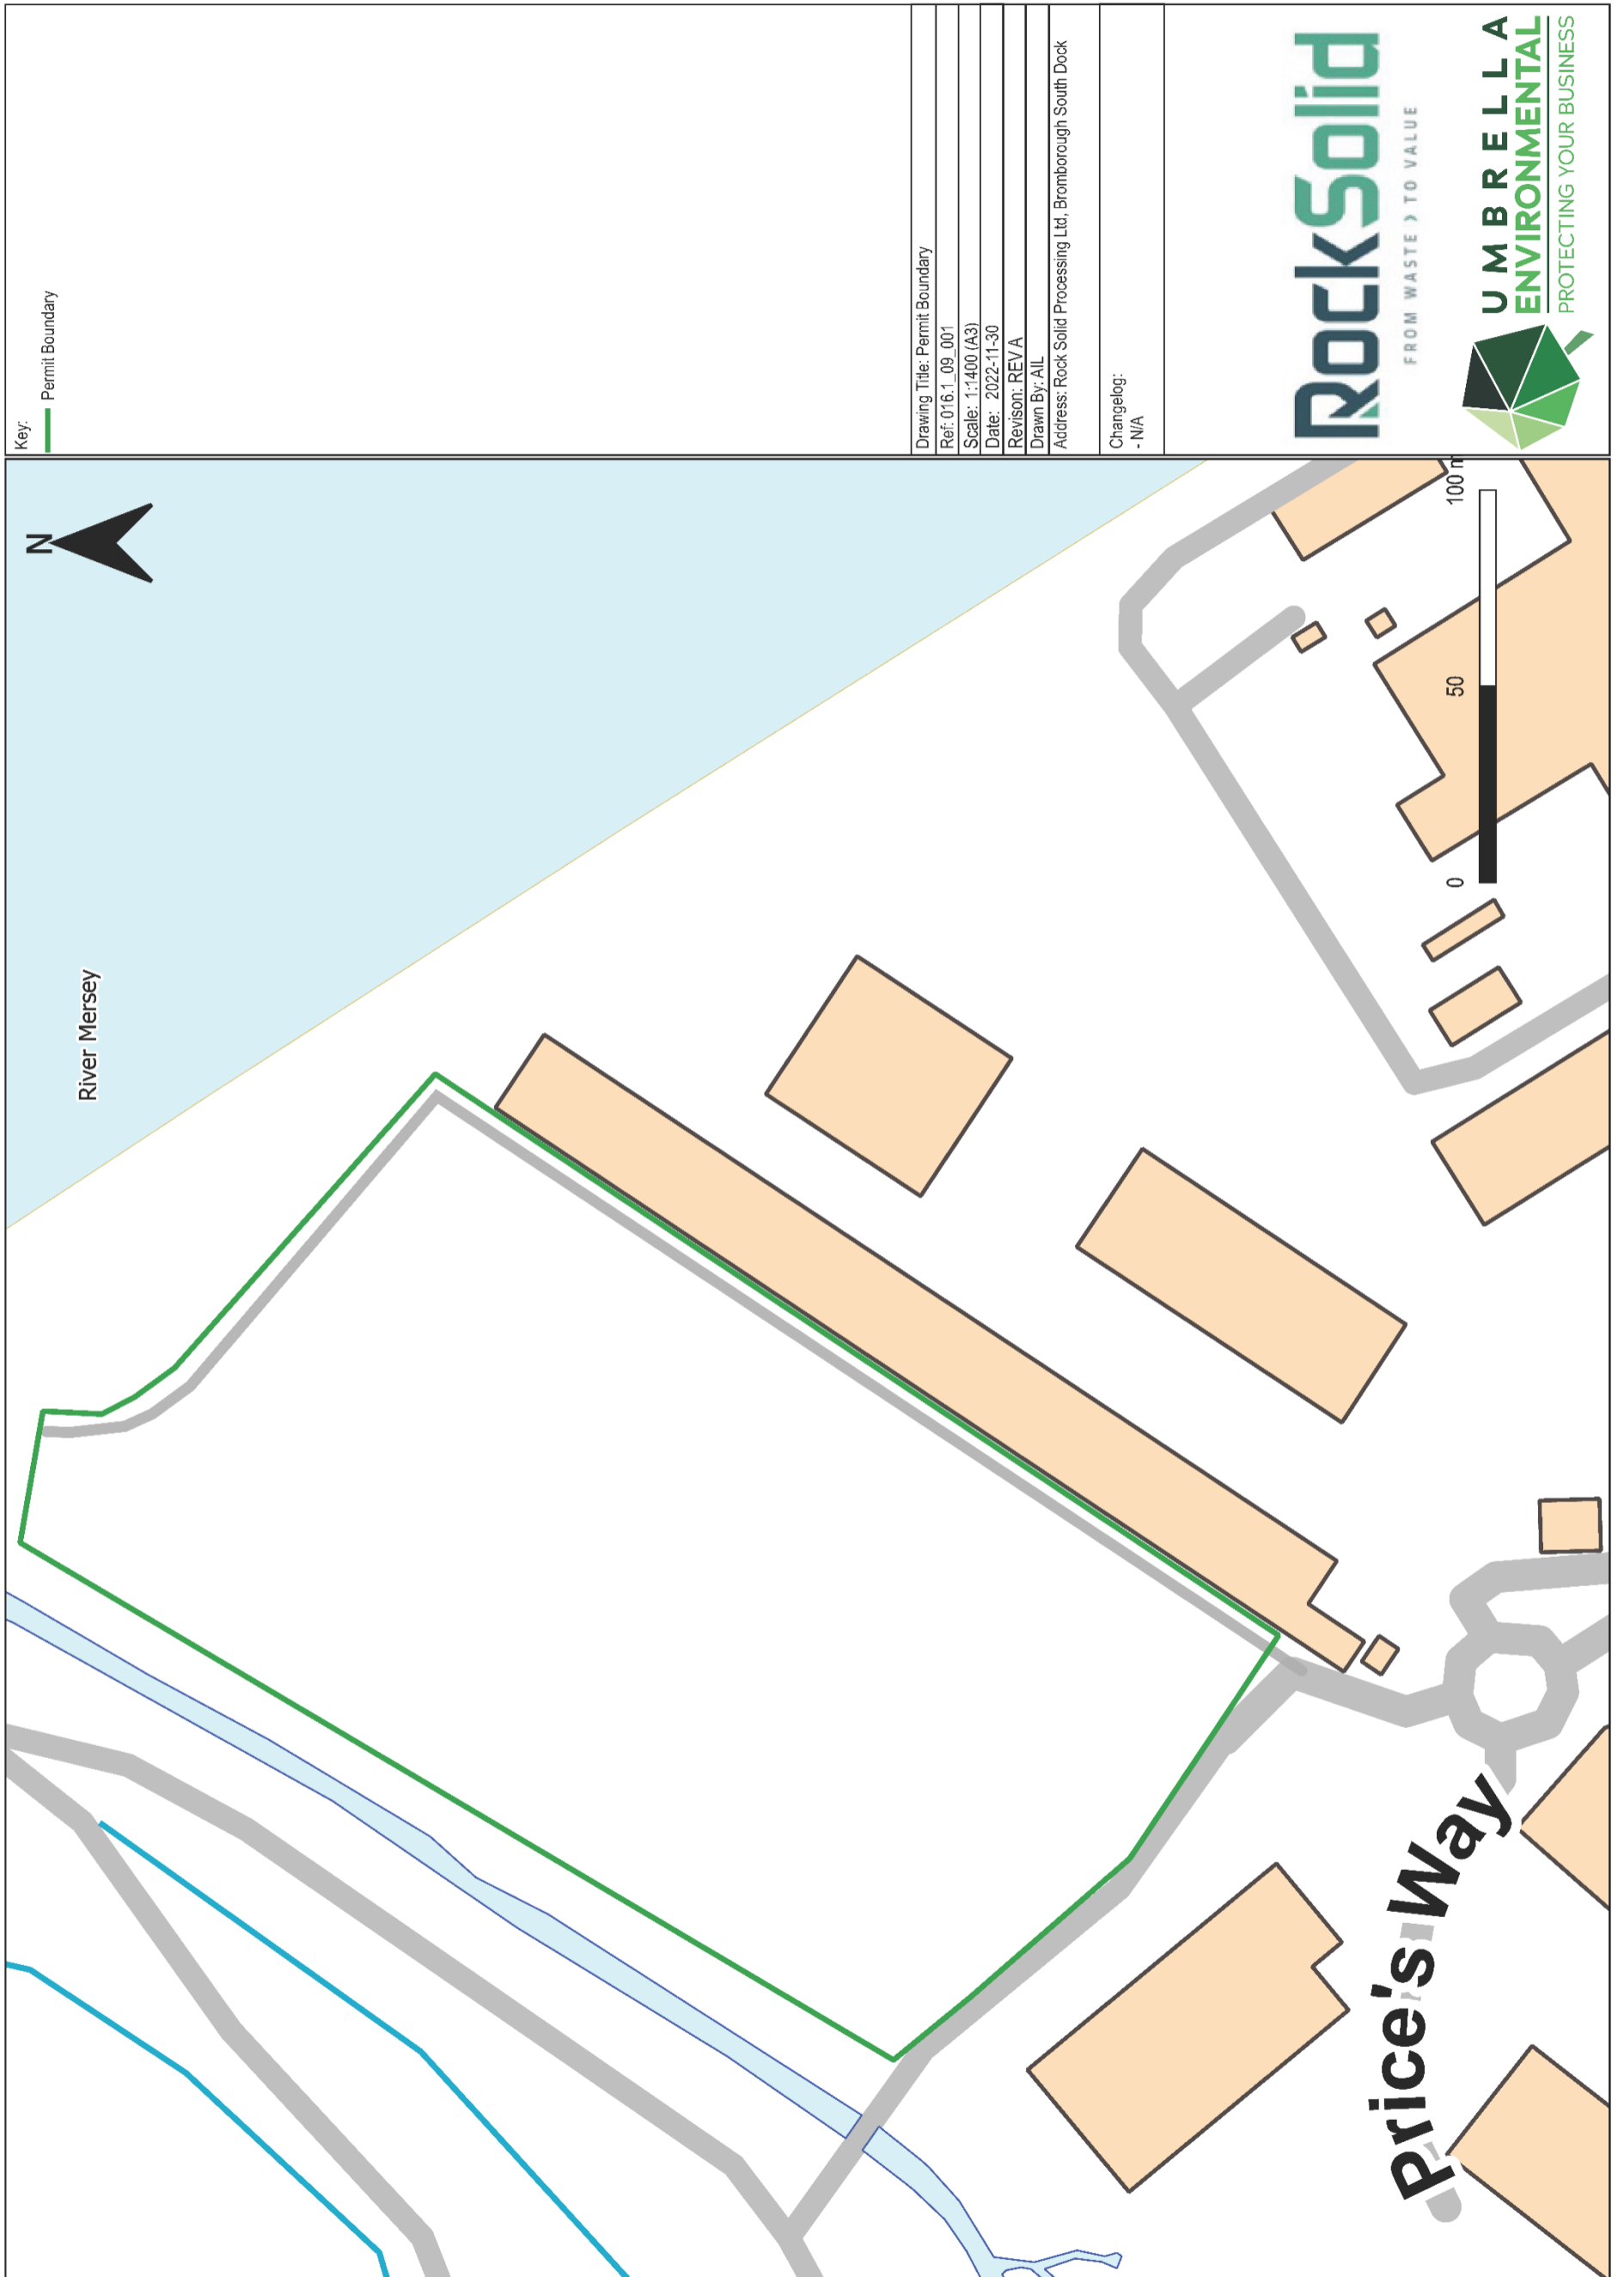 Key:
Permit Boundary
N
River Mersey
Price's Way
0 50 100 m
Drawing Title: Permit Boundary
Ref: 016.1_09_001
Scale: 1:1400 (A3)
Date: 2022-11-30
Revison: REV A
Drawn By: AIL
Address: Rock Solid Processing Ltd, Bromborough South Dock
Changelog:
- N/A
RockSolid
FROM WASTE > TO VALUE
UMBRELLA
ENVIRONMENTAL
PROTECTING YOUR BUSINESS